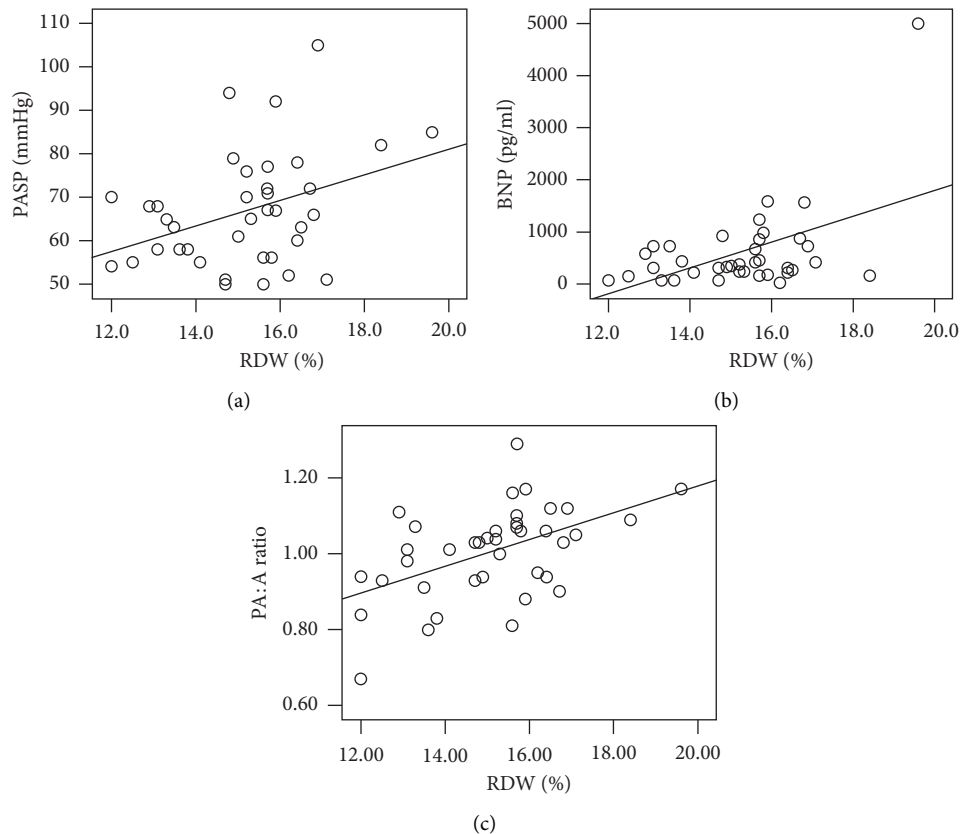 110
100
90
80
70
60
50
PASP (mmHg)
12.0 14.0 16.0 18.0 20.0
RDW (%)
(a)
5000
4000
3000
2000
1000
0
BNP (pg/ml)
12.0 14.0 16.0 18.0 20.0
RDW (%)
(b)
1.20
1.00
0.80
0.60
PA:A ratio
12.00 14.00 16.00 18.00 20.00
RDW (%)
(c)